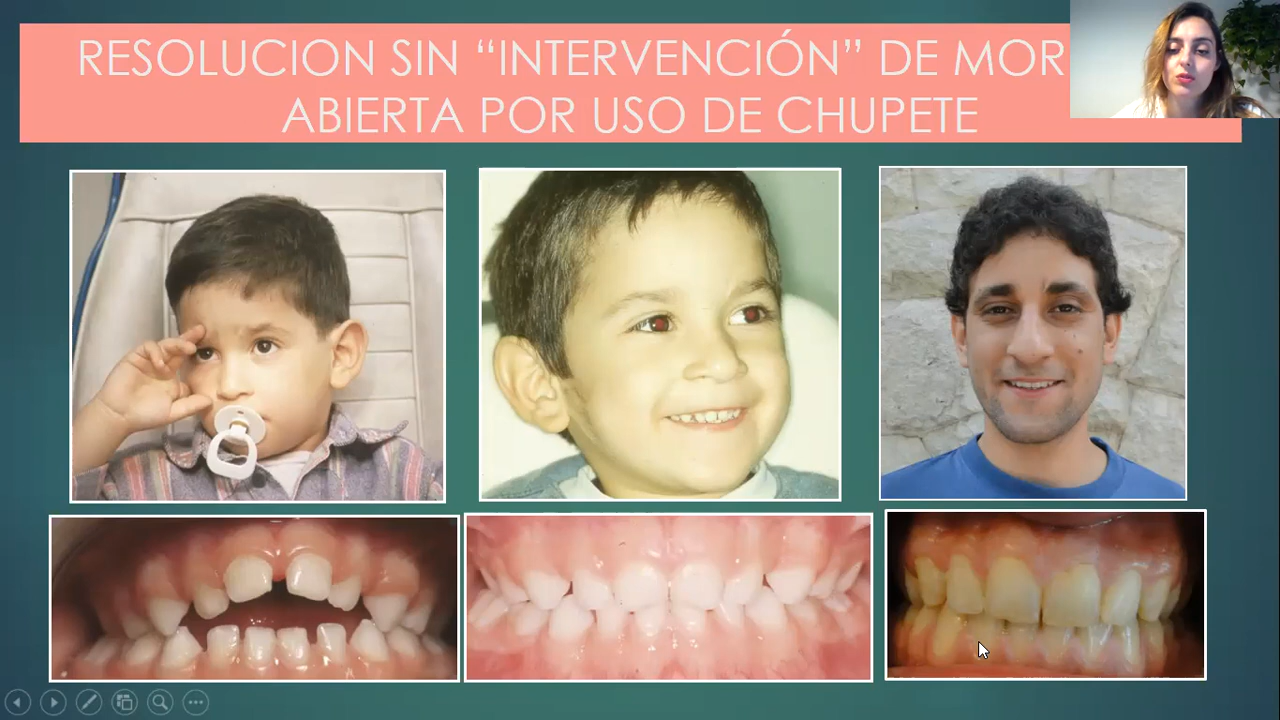 RESOLUCION SIN “INTERVENCIÓN” DE MOR
ABIERTA POR USO DE CHUPETE